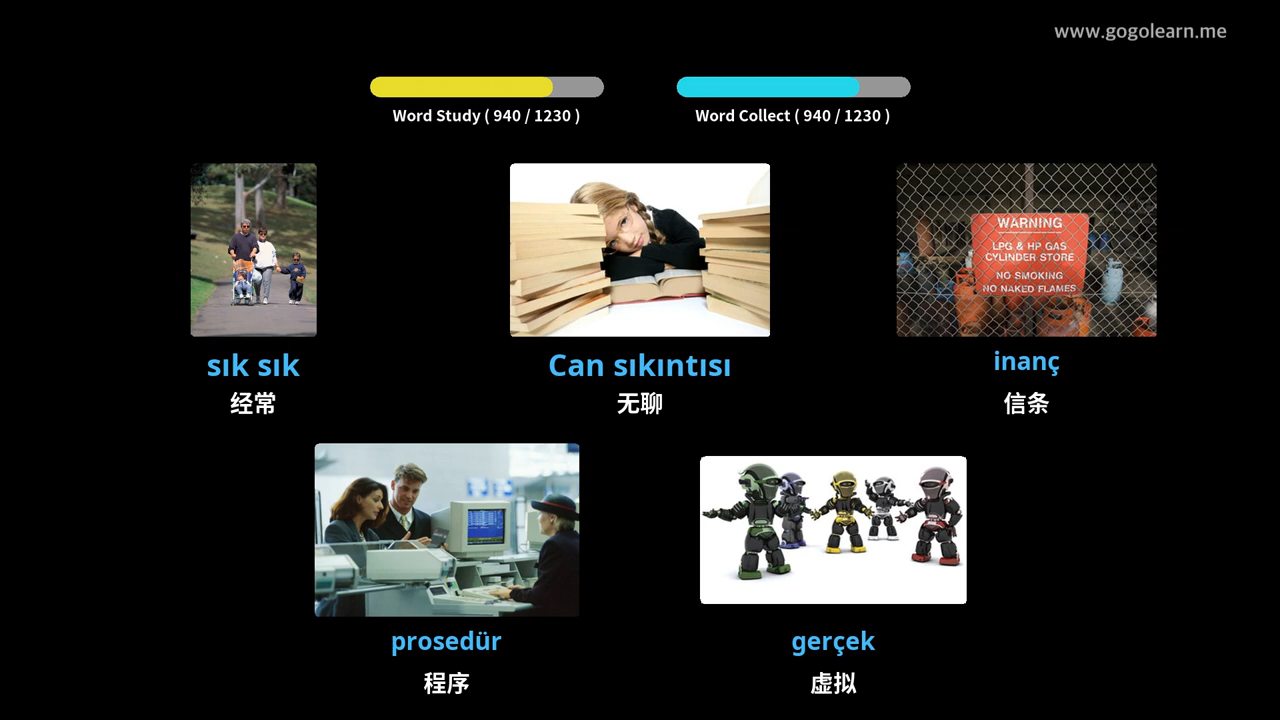 www.gogolearn.me
Word Study ( 940 / 1230 )
Word Collect ( 940 / 1230 )
WARNING
LPG & HP GAS
CYLINDER STORE
NO SMOKING
NO NAKED FLAMES
sık sık
经常
Can sıkıntısı
无聊
inanç
信条
prosedür
程序
gerçek
虚拟